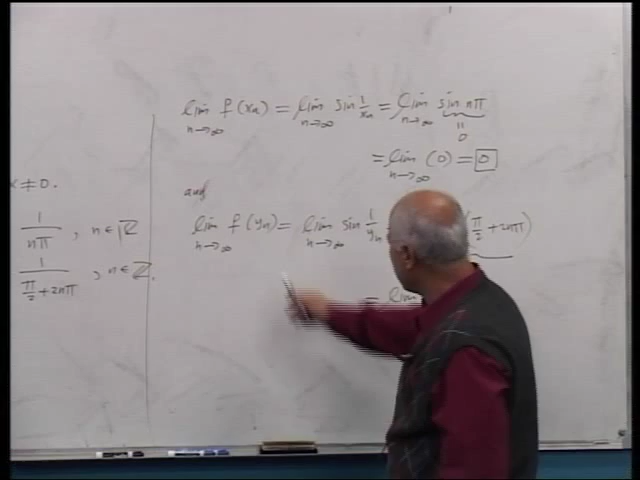 x ≠ 0.
1/(nπ) , n ∈ ℤ
1/(π/2 + 2nπ) , n ∈ ℤ.
lim n→∞ f(xn) = lim n→∞ sin 1/xn = lim n→∞ sin nπ
= 0
= lim n→∞ (0) = 0
and
lim n→∞ f(yn) = lim n→∞ sin 1/yn (π/2 + 2nπ)
= lim